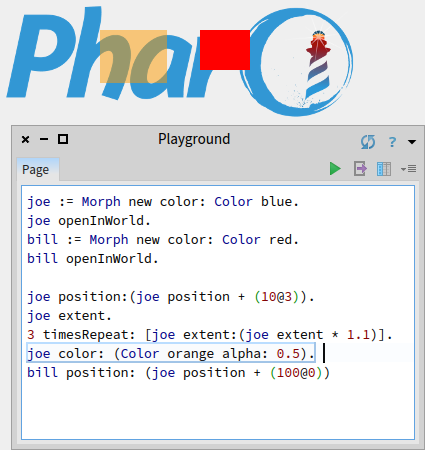 Pharo
Playground
?
Page
joe := Morph new color: Color blue.
joe openInWorld.
bill := Morph new color: Color red.
bill openInWorld.
joe position:(joe position + (10@3)).
joe extent.
3 timesRepeat: [joe extent:(joe extent * 1.1)].
joe color: (Color orange alpha: 0.5).
bill position: (joe position + (100@0))